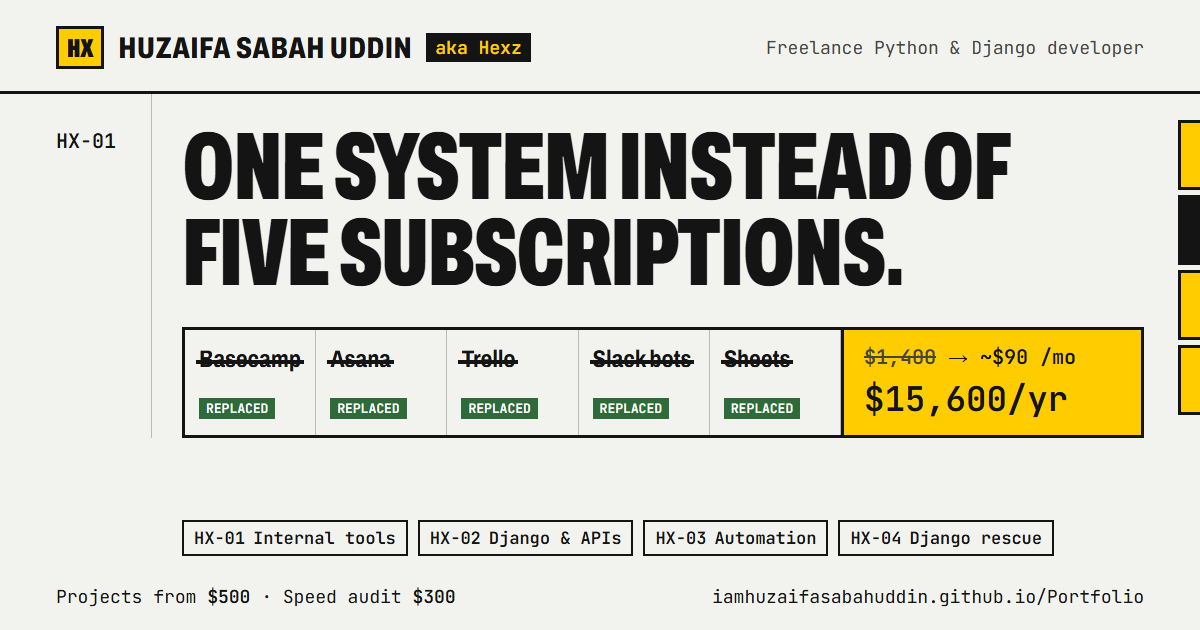 HX HUZAIFA SABAH UDDIN aka Hexz Freelance Python & Django developer
HX-01
ONE SYSTEM INSTEAD OF
FIVE SUBSCRIPTIONS.
Basecamp Asana Trello Slack bots Sheets $1,400 → ~$90 /mo
REPLACED REPLACED REPLACED REPLACED REPLACED $15,600/yr
HX-01 Internal tools HX-02 Django & APIs HX-03 Automation HX-04 Django rescue
Projects from $500 · Speed audit $300 iamhuzaifasabahuddin.github.io/Portfolio